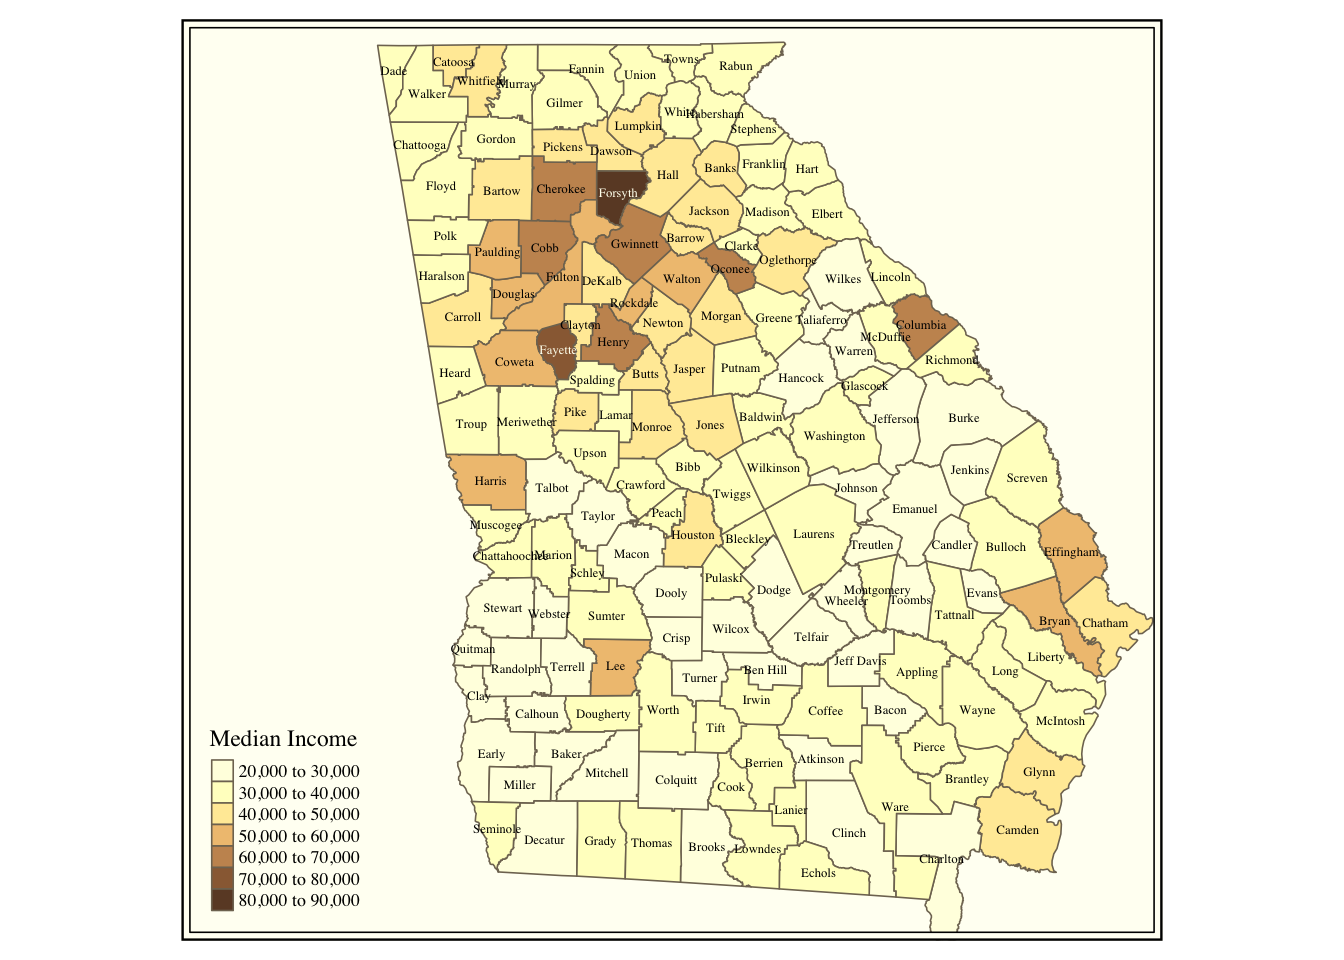 Dade
Catoosa
Whitfield
Murray
Fannin
Union
Towns
Rabun
Walker
Gilmer
Lumpkin
White
Habersham
Stephens
Chattooga
Gordon
Pickens
Dawson
Hall
Banks
Franklin
Hart
Floyd
Bartow
Cherokee
Forsyth
Jackson
Madison
Elbert
Polk
Paulding
Cobb
Gwinnett
Barrow
Clarke
Oconee
Oglethorpe
Wilkes
Lincoln
Haralson
Douglas
Fulton
DeKalb
Rockdale
Walton
Carroll
Clayton
Henry
Newton
Morgan
Greene
Taliaferro
McDuffie
Columbia
Warren
Richmond
Heard
Coweta
Fayette
Spalding
Butts
Jasper
Putnam
Hancock
Glascock
Troup
Meriwether
Pike
Lamar
Monroe
Jones
Baldwin
Washington
Jefferson
Burke
Upson
Bibb
Wilkinson
Jenkins
Screven
Harris
Talbot
Crawford
Twiggs
Johnson
Emanuel
Muscogee
Taylor
Peach
Houston
Bleckley
Laurens
Treutlen
Candler
Bulloch
Effingham
Chattahoochee
Marion
Schley
Macon
Pulaski
Dodge
Wheeler
Montgomery
Toombs
Tattnall
Evans
Bryan
Chatham
Stewart
Webster
Sumter
Dooly
Crisp
Wilcox
Telfair
Liberty
Long
Quitman
Randolph
Terrell
Lee
Turner
Ben Hill
Jeff Davis
Appling
Clay
Calhoun
Dougherty
Worth
Tift
Irwin
Coffee
Bacon
Wayne
McIntosh
Early
Baker
Mitchell
Miller
Colquitt
Cook
Berrien
Atkinson
Pierce
Brantley
Glynn
Seminole
Decatur
Grady
Thomas
Brooks
Lowndes
Lanier
Echols
Clinch
Ware
Charlton
Camden
Median Income
20,000 to 30,000
30,000 to 40,000
40,000 to 50,000
50,000 to 60,000
60,000 to 70,000
70,000 to 80,000
80,000 to 90,000